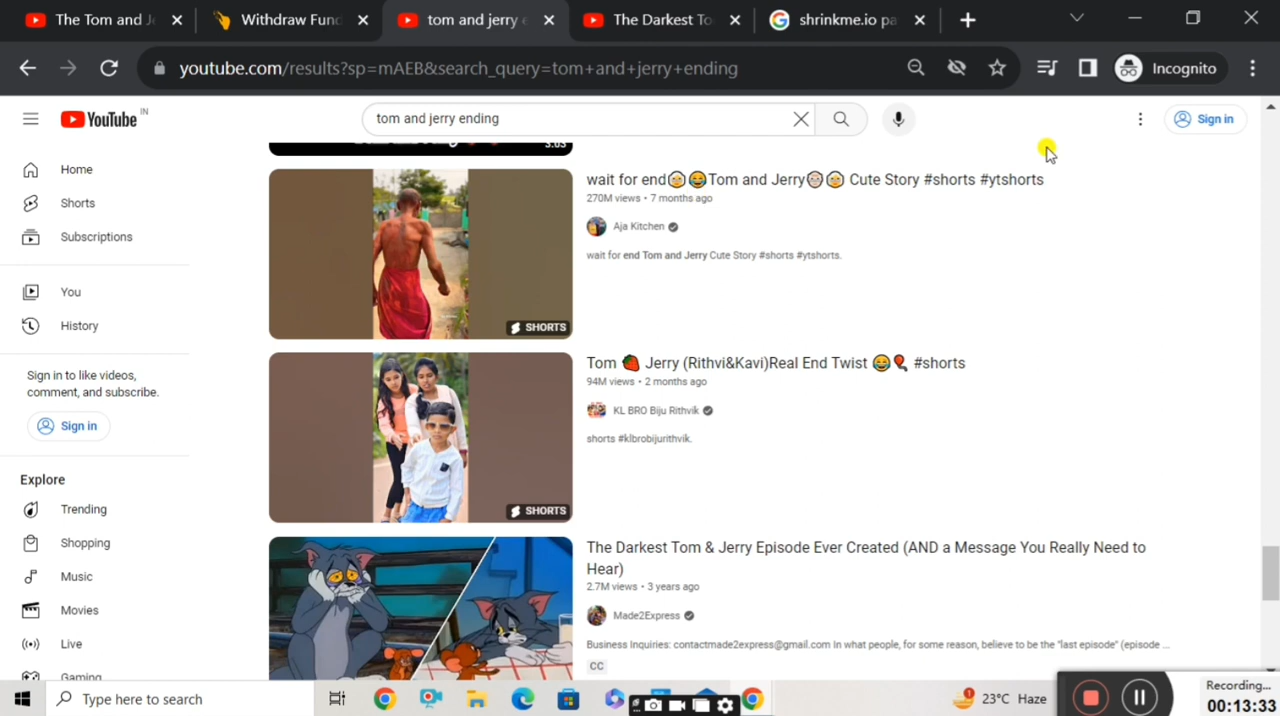 The Tom and J
Withdraw Fun
tom and jerry e
The Darkest To
shrinkme.io pa
youtube.com/results?sp=mAEB&search_query=tom+and+jerry+ending
Incognito
YouTube IN
tom and jerry ending
Sign in
Home
Shorts
Subscriptions
You
History
Sign in to like videos,
comment, and subscribe.
Sign in
Explore
Trending
Shopping
Music
Movies
Live
Gaming
3:03
SHORTS
wait for end👵😂Tom and Jerry👵👵 Cute Story #shorts #ytshorts
270M views • 7 months ago
Aja Kitchen
wait for end Tom and Jerry Cute Story #shorts #ytshorts.
SHORTS
Tom 🍓 Jerry (Rithvi&Kavi)Real End Twist 😂🎈 #shorts
94M views • 2 months ago
KL BRO Biju Rithvik
shorts #klbrobijurithvik.
The Darkest Tom & Jerry Episode Ever Created (AND a Message You Really Need to
Hear)
2.7M views • 3 years ago
Made2Express
Business Inquiries: contactmade2express@gmail.com In what people, for some reason, believe to be the "last episode" (episode ...
CC
Type here to search
1
23°C Haze
Recording...
00:13:33